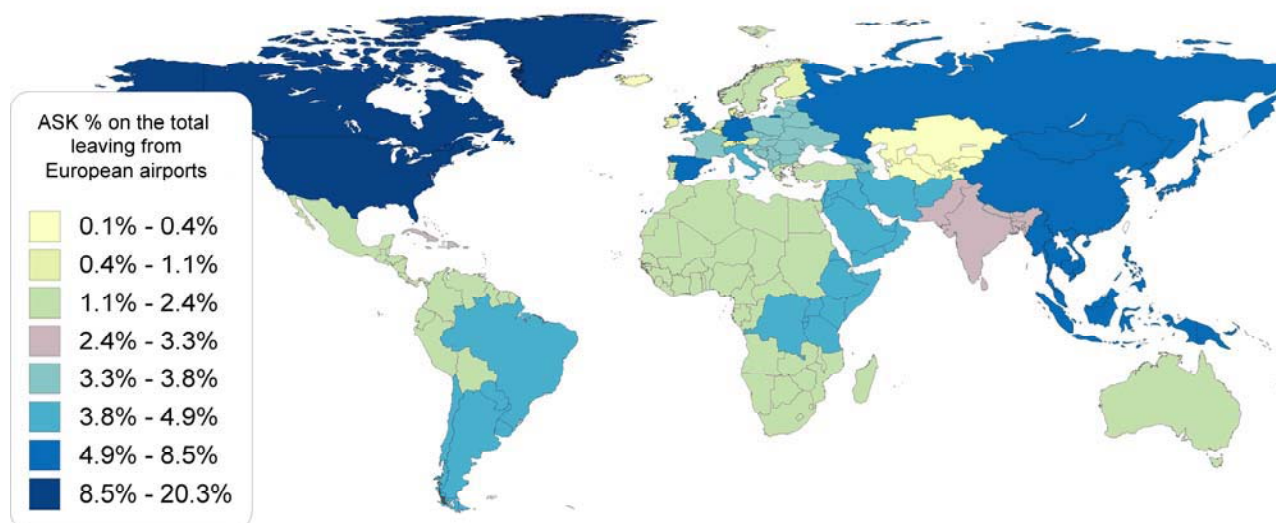 ASK % on the total
leaving from
European airports
0.1% - 0.4%
0.4% - 1.1%
1.1% - 2.4%
2.4% - 3.3%
3.3% - 3.8%
3.8% - 4.9%
4.9% - 8.5%
8.5% - 20.3%